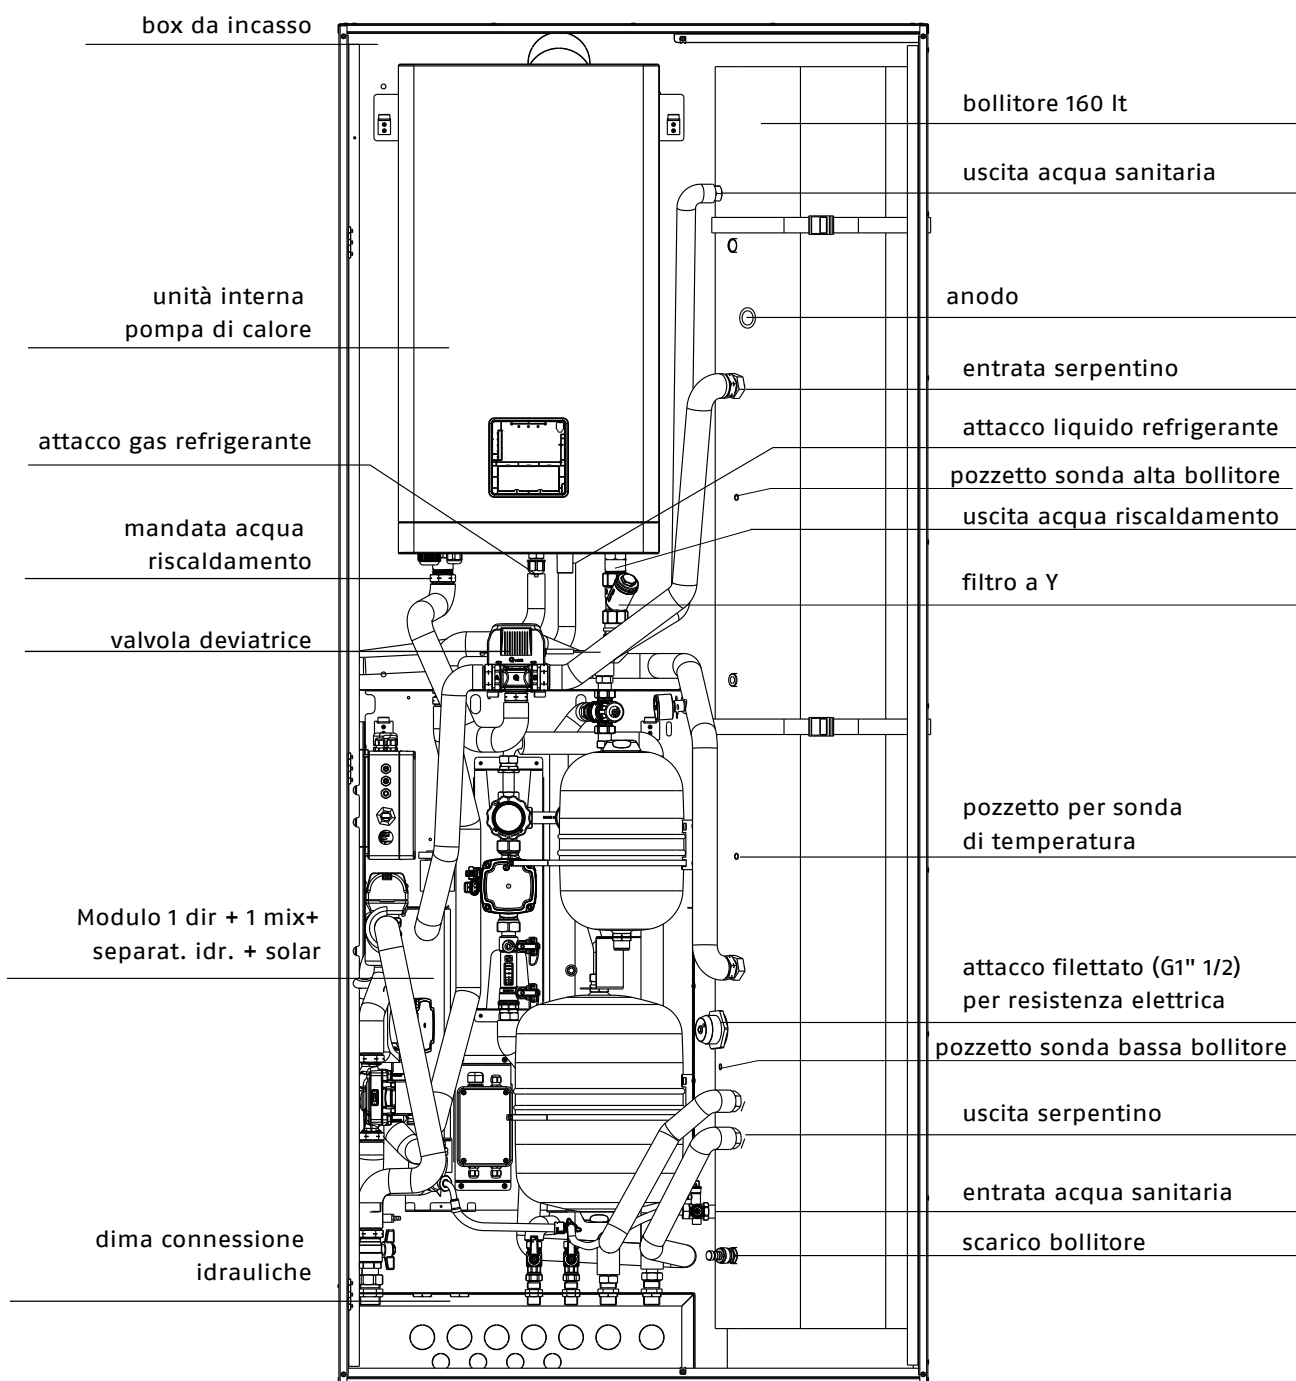 box da incasso
unità interna
pompa di calore
attacco gas refrigerante
mandata acqua
riscaldamento
valvola deviatrice
Modulo 1 dir + 1 mix+
separat. idr. + solar
dima connessione
idrauliche
bollitore 160 lt
uscita acqua sanitaria
anodo
entrata serpentino
attacco liquido refrigerante
pozzetto sonda alta bollitore
uscita acqua riscaldamento
filtro a Y
pozzetto per sonda
di temperatura
attacco filettato (G1" 1/2)
per resistenza elettrica
pozzetto sonda bassa bollitore
uscita serpentino
entrata acqua sanitaria
scarico bollitore